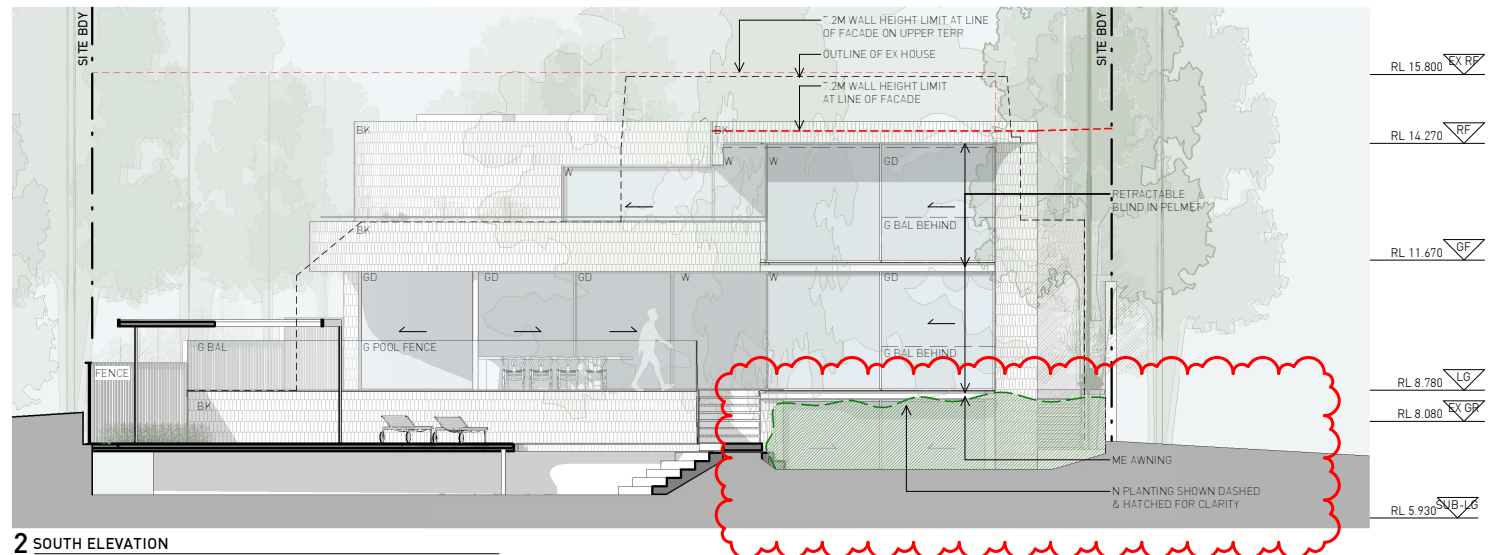 SITE BDY
7.2M WALL HEIGHT LIMIT AT LINE
OF FACADE ON UPPER TERR
OUTLINE OF EX HOUSE
7.2M WALL HEIGHT LIMIT
AT LINE OF FACADE
SITE BDY
RL 15.800 EX RF
RL 14.270 RF
BK
BK
W
W
W
GD
RETRACTABLE
BLIND IN PELMET
G BAL BEHIND
BK
RL 11.670 GF
GD
GD
GD
W
W
GD
G BAL
G POOL FENCE
G BAL BEHIND
FENCE
BK
RL 8.780 LG
RL 8.080 EX GR
ME AWNING
N PLANTING SHOWN DASHED
& HATCHED FOR CLARITY
RL 5.930 SUB-LG
2 SOUTH ELEVATION